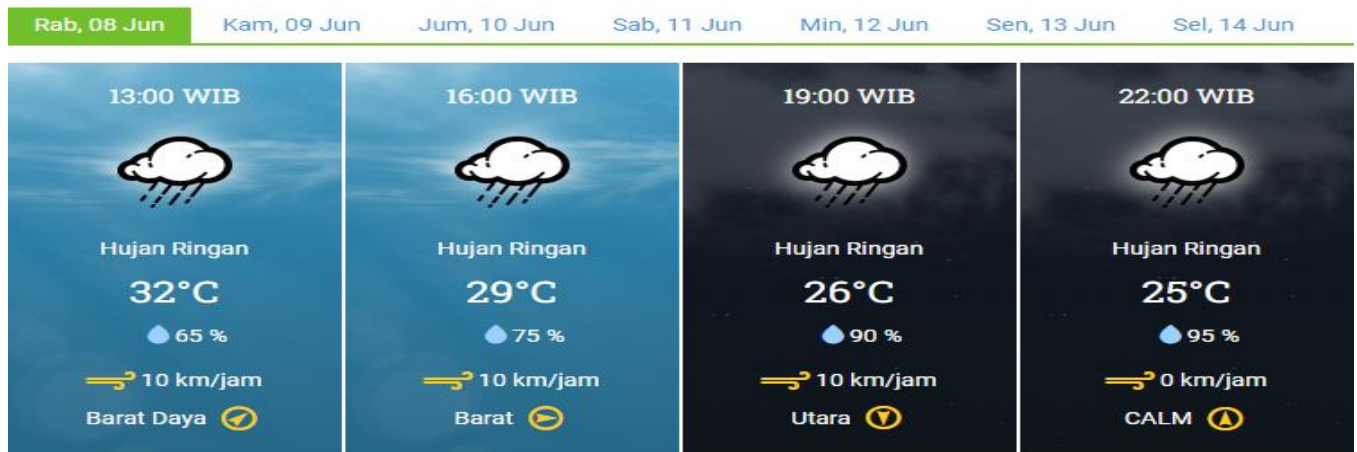 Rab, 08 Jun Kam, 09 Jun Jum, 10 Jun Sab, 11 Jun Min, 12 Jun Sen, 13 Jun Sel, 14 Jun
13:00 WIB
Hujan Ringan
32°C
65 %
10 km/jam
Barat Daya
16:00 WIB
Hujan Ringan
29°C
75 %
10 km/jam
Barat
19:00 WIB
Hujan Ringan
26°C
90 %
10 km/jam
Utara
22:00 WIB
Hujan Ringan
25°C
95 %
0 km/jam
CALM